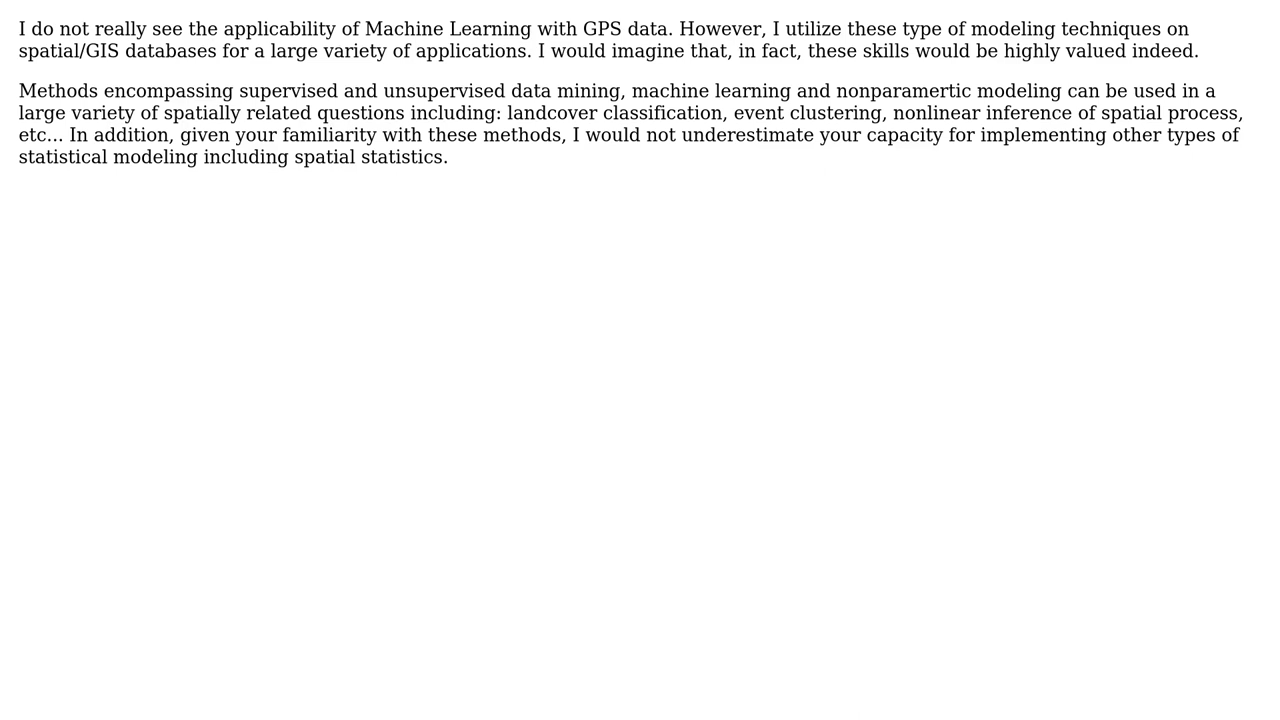 I do not really see the applicability of Machine Learning with GPS data. However, I utilize these type of modeling techniques on
spatial/GIS databases for a large variety of applications. I would imagine that, in fact, these skills would be highly valued indeed.
Methods encompassing supervised and unsupervised data mining, machine learning and nonparamertic modeling can be used in a
large variety of spatially related questions including: landcover classification, event clustering, nonlinear inference of spatial process,
etc... In addition, given your familiarity with these methods, I would not underestimate your capacity for implementing other types of
statistical modeling including spatial statistics.